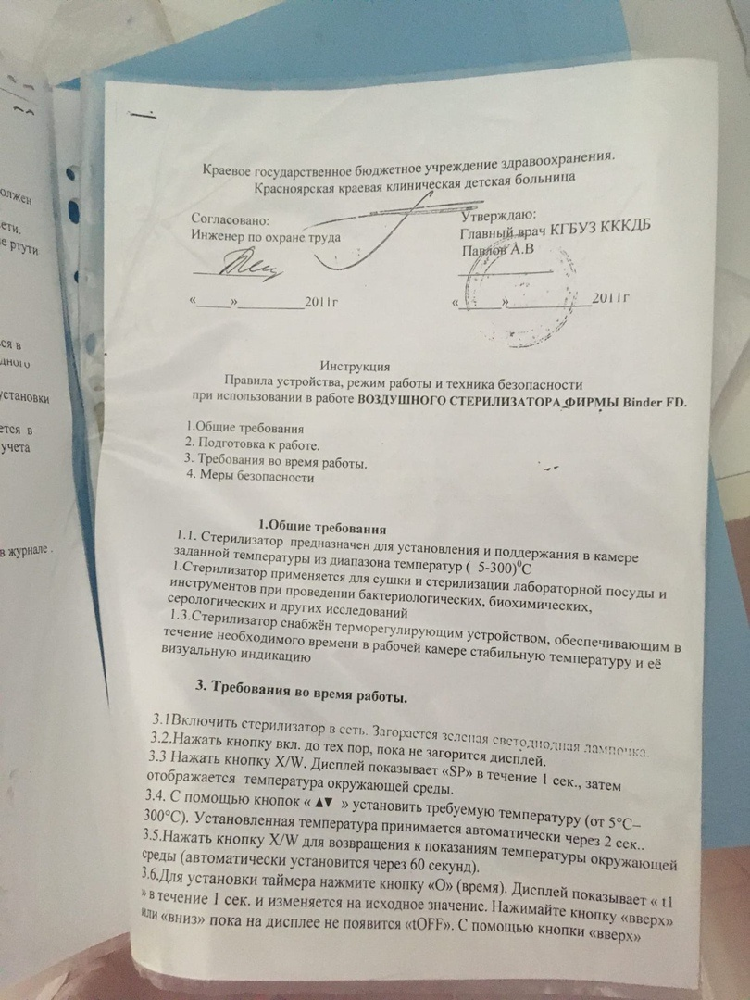 олжен
ети.
е ртути
ся в
дного
установки
ется в
учета
в журнале .
Краевое государственное бюджетное учреждение здравоохранения.
Красноярская краевая клиническая детская больница
Согласовано:
Инженер по охране труда
«_____»__________2011г
Утверждаю:
Главный врач КГБУЗ КККДБ
Павлов А.В
«______»_____________2011г
Инструкция
Правила устройства, режим работы и техника безопасности
при использовании в работе ВОЗДУШНОГО СТЕРИЛИЗАТОРА ФИРМЫ Binder FD.
1.Общие требования
2. Подготовка к работе.
3. Требования во время работы.
4. Меры безопасности
1.Общие требования
1.1. Стерилизатор предназначен для установления и поддержания в камере
заданной температуры из диапазона температур ( 5-300)⁰С
1.Стерилизатор применяется для сушки и стерилизации лабораторной посуды и
инструментов при проведении бактериологических, биохимических,
серологических и других исследований
1.3.Стерилизатор снабжён терморегулирующим устройством, обеспечивающим в
течение необходимого времени в рабочей камере стабильную температуру и её
визуальную индикацию
3. Требования во время работы.
3.1Включить стерилизатор в сеть. Загорается зеленая светодиодная лампочка.
3.2.Нажать кнопку вкл. до тех пор, пока не загорится дисплей.
3.3 Нажать кнопку X/W. Дисплей показывает «SP» в течение 1 сек., затем
отображается температура окружающей среды.
3.4. С помощью кнопок « ▲▼ » установить требуемую температуру (от 5°C–
300°C). Установленная температура принимается автоматически через 2 сек..
3.5.Нажать кнопку X/W для возвращения к показаниям температуры окружающей
среды (автоматически установится через 60 секунд).
3.6.Для установки таймера нажмите кнопку «О» (время). Дисплей показывает « t1
» в течение 1 сек. и изменяется на исходное значение. Нажимайте кнопку «вверх»
или «вниз» пока на дисплее не появится «tOFF». С помощью кнопки «вверх»